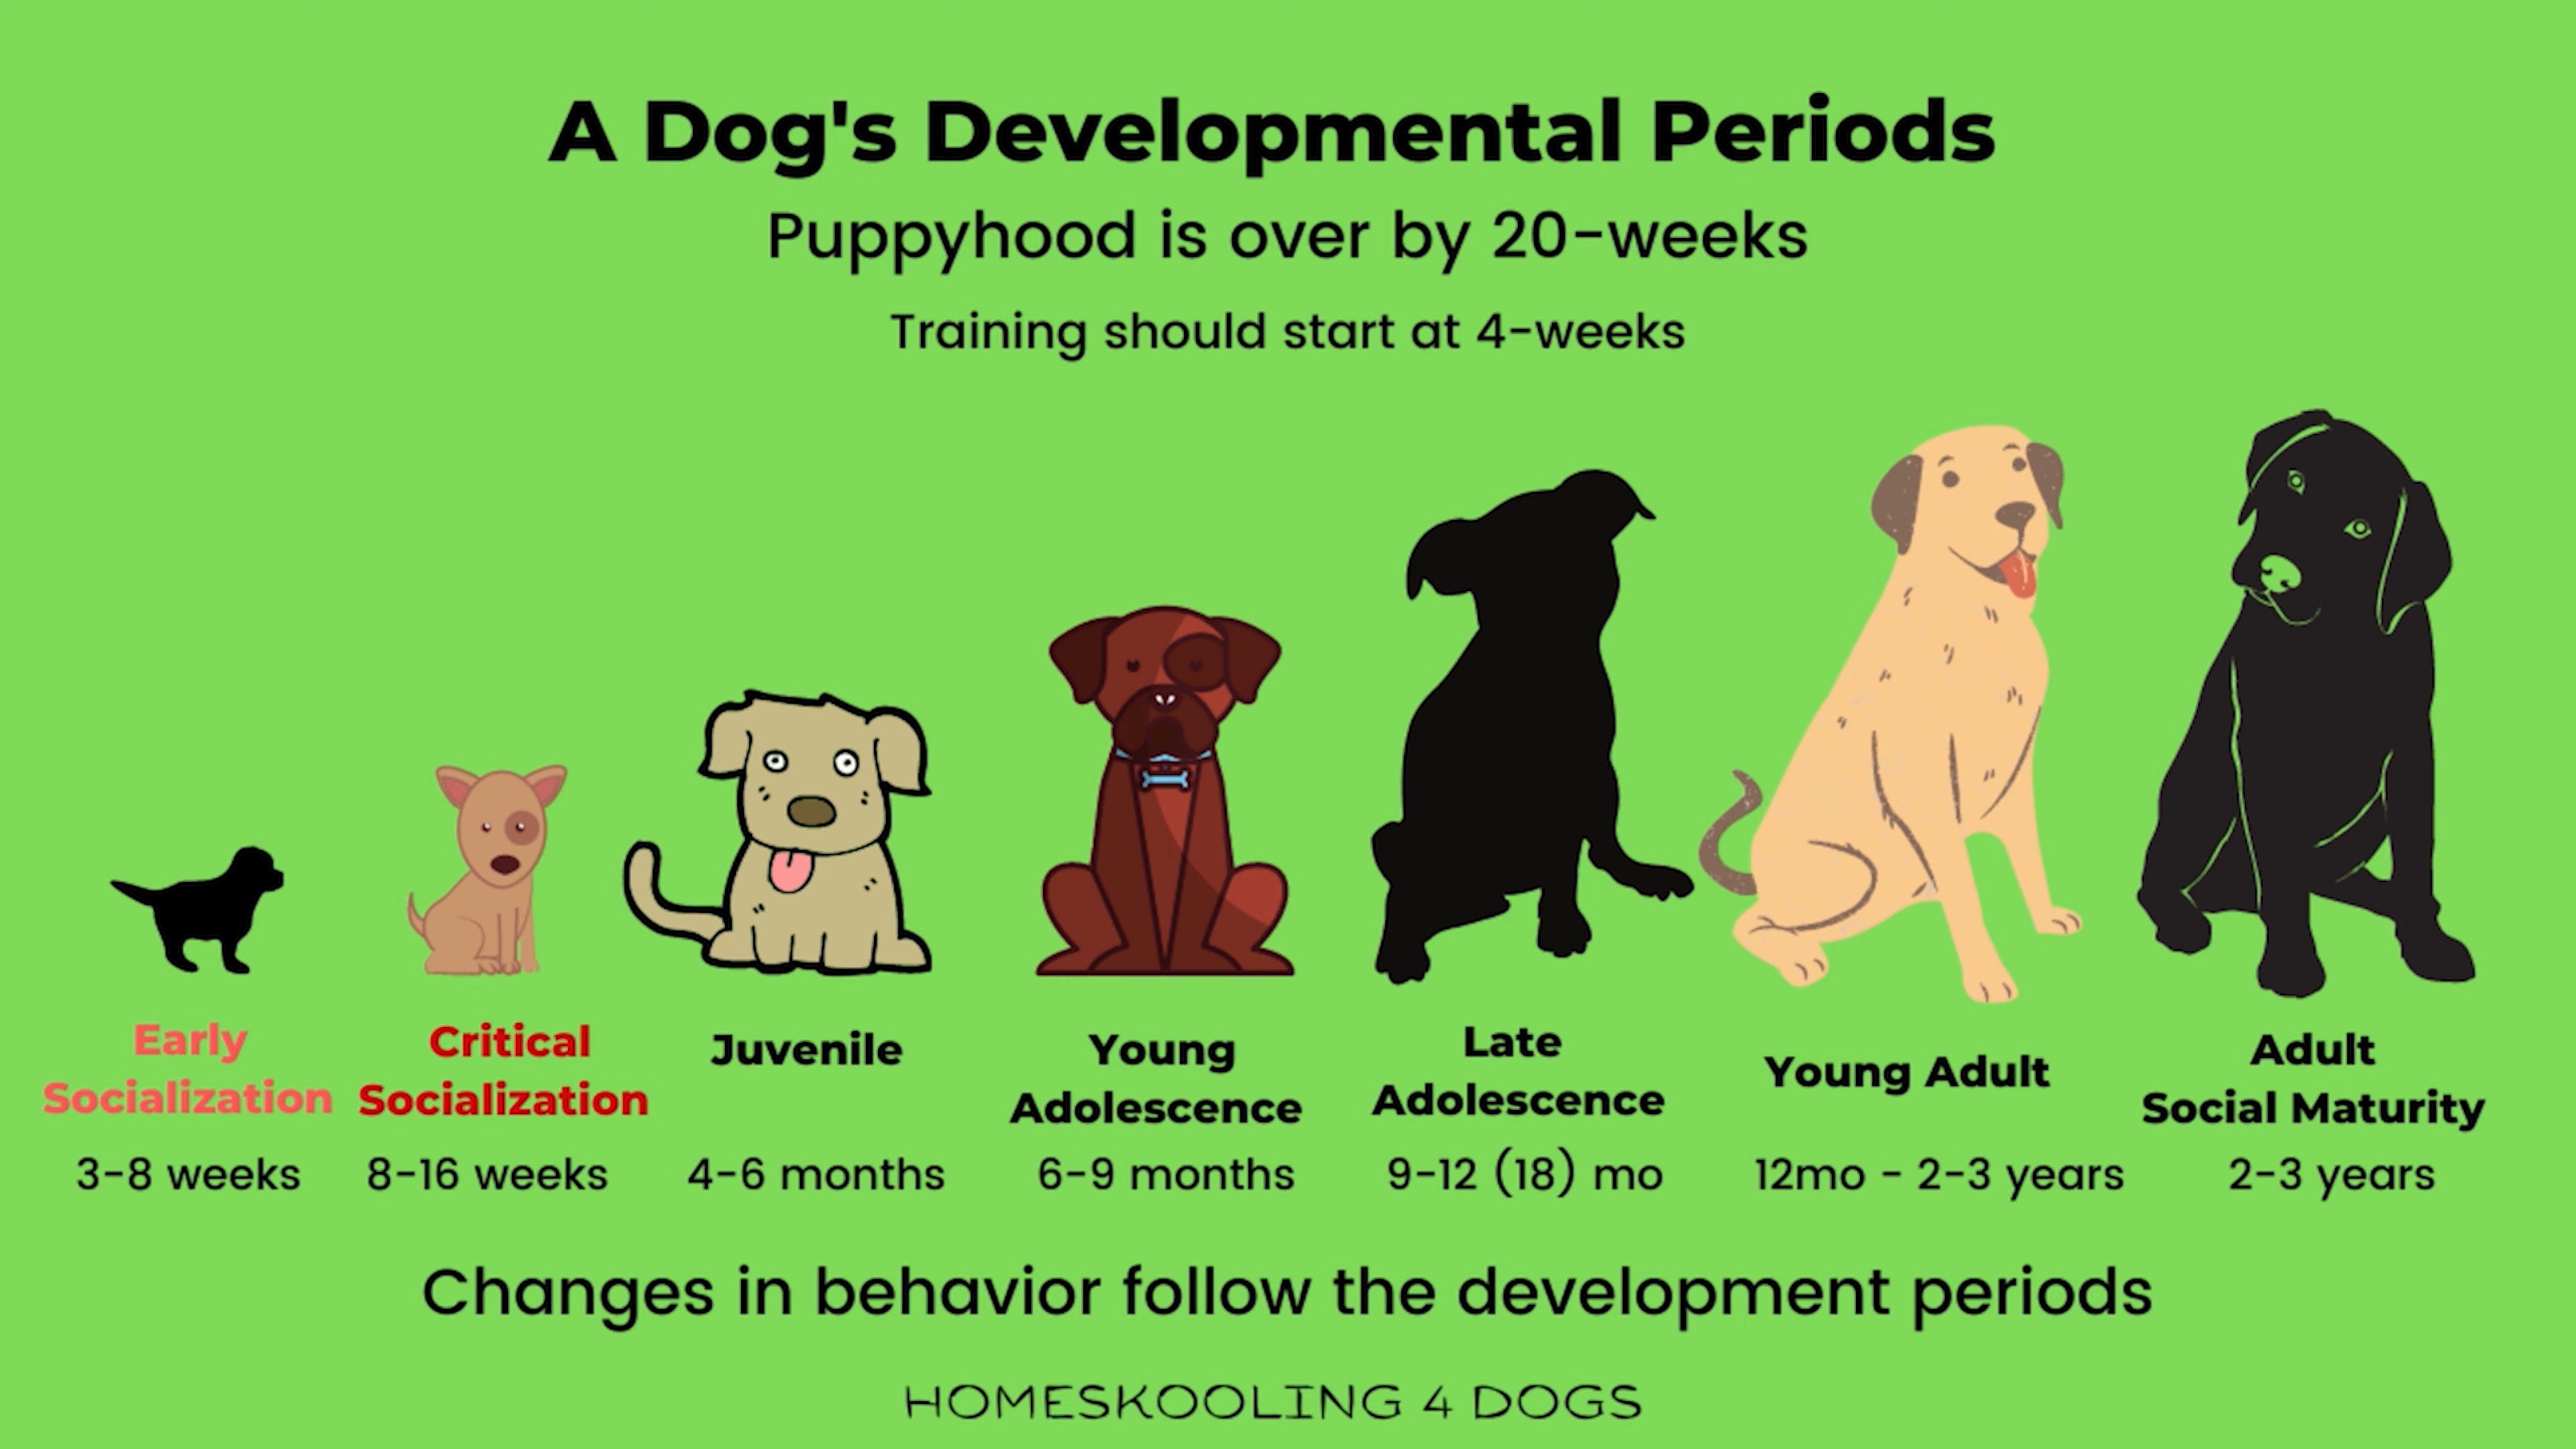 A Dog's Developmental Periods
Puppyhood is over by 20-weeks
Training should start at 4-weeks
Early
Socialization
3-8 weeks
Critical
Socialization
8-16 weeks
Juvenile
4-6 months
Young
Adolescence
6-9 months
Late
Adolescence
9-12 (18) mo
Young Adult
12mo - 2-3 years
Adult
Social Maturity
2-3 years
Changes in behavior follow the development periods
HOMESKOOLING 4 DOGS